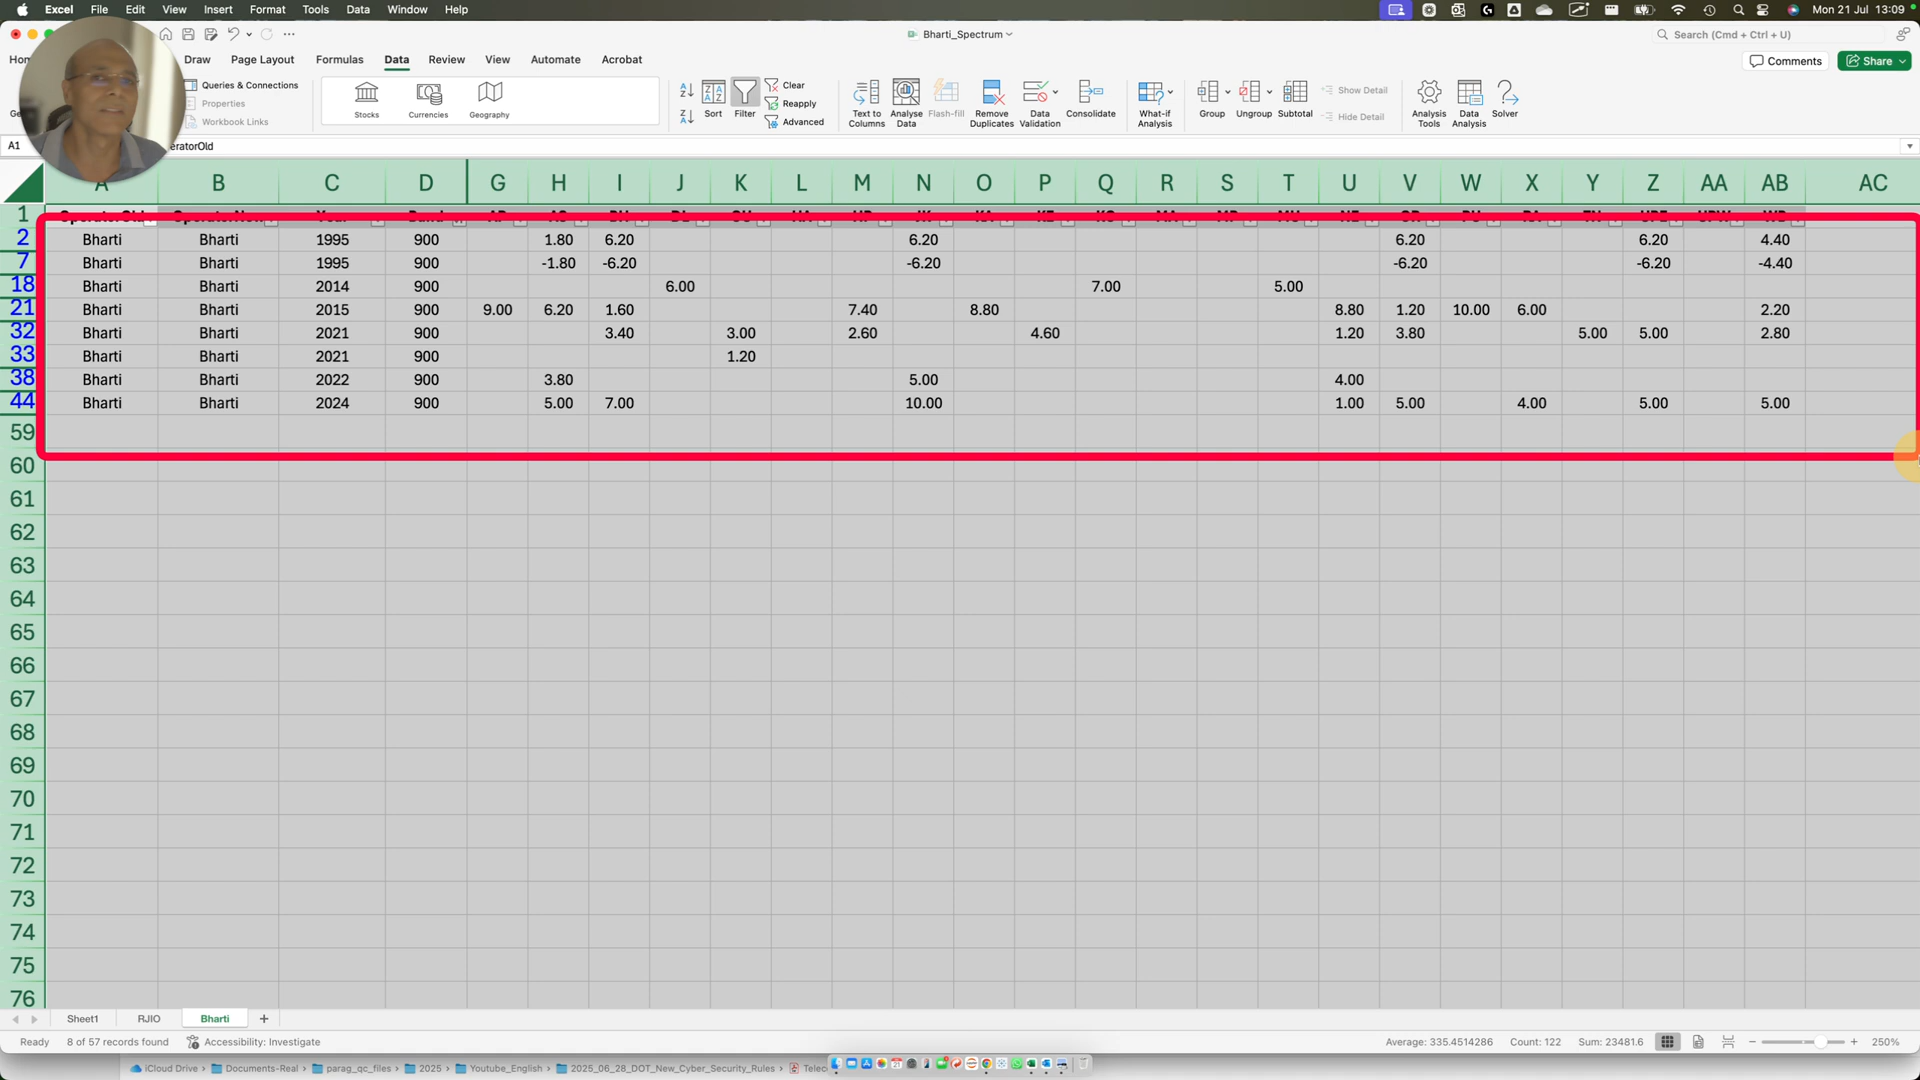 Excel File Edit View Insert Format Tools Data Window Help Mon 21 Jul 13:09
Bharti_Spectrum Search (Cmd + Ctrl + U)
Draw Page Layout Formulas Data Review View Automate Acrobat Comments Share
Queries & Connections
Properties
Workbook Links
Stocks Currencies Geography
Sort Filter
Clear
Reapply
Advanced
Text to Columns Analyse Data Flash-fill Remove Duplicates Data Validation Consolidate What-if Analysis Group Ungroup Subtotal
Show Detail
Hide Detail
Analysis Tools Data Analysis Solver
A1 eratorOld
A B C D G H I J K L M N O P Q R S T U V W X Y Z AA AB AC
1
2 Bharti Bharti 1995 900 1.80 6.20 6.20 6.20 6.20 4.40
7 Bharti Bharti 1995 900 -1.80 -6.20 -6.20 -6.20 -6.20 -4.40
18 Bharti Bharti 2014 900 6.00 7.00 5.00
21 Bharti Bharti 2015 900 9.00 6.20 1.60 7.40 8.80 8.80 1.20 10.00 6.00 2.20
32 Bharti Bharti 2021 900 3.40 3.00 2.60 4.60 1.20 3.80 5.00 5.00 2.80
33 Bharti Bharti 2021 900 1.20
38 Bharti Bharti 2022 900 3.80 5.00 4.00
44 Bharti Bharti 2024 900 5.00 7.00 10.00 1.00 5.00 4.00 5.00 5.00
59
60
61
62
63
64
65
66
67
68
69
70
71
72
73
74
75
76
Sheet1 RJIO Bharti
Ready 8 of 57 records found Accessibility: Investigate Average: 335.4514286 Count: 122 Sum: 23481.6 250%
iCloud Drive Documents-Real parag_qc_files 2025 Youtube_English 2025_06_28_DOT_New_Cyber_Security_Rules